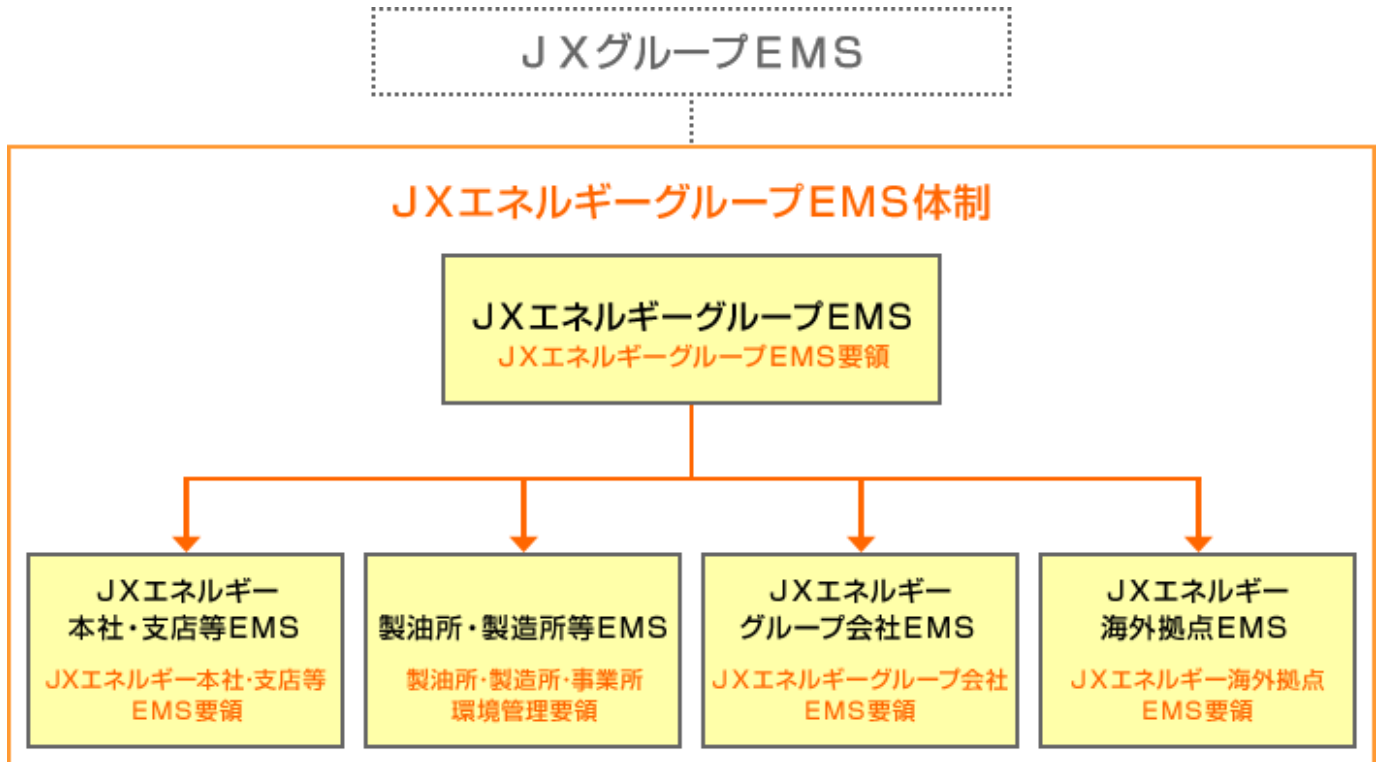 JXグループEMS
JXエネルギーグループEMS体制
JXエネルギーグループEMS
JXエネルギーグループEMS要領
JXエネルギー
本社・支店等EMS
JXエネルギー本社・支店等
EMS要領
製油所・製造所等EMS
製油所・製造所・事業所
環境管理要領
JXエネルギー
グループ会社EMS
JXエネルギーグループ会社
EMS要領
JXエネルギー
海外拠点EMS
JXエネルギー海外拠点
EMS要領